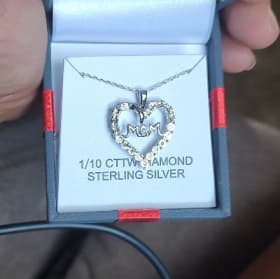 MOM
1/10 CTTW DIAMOND
STERLING SILVER